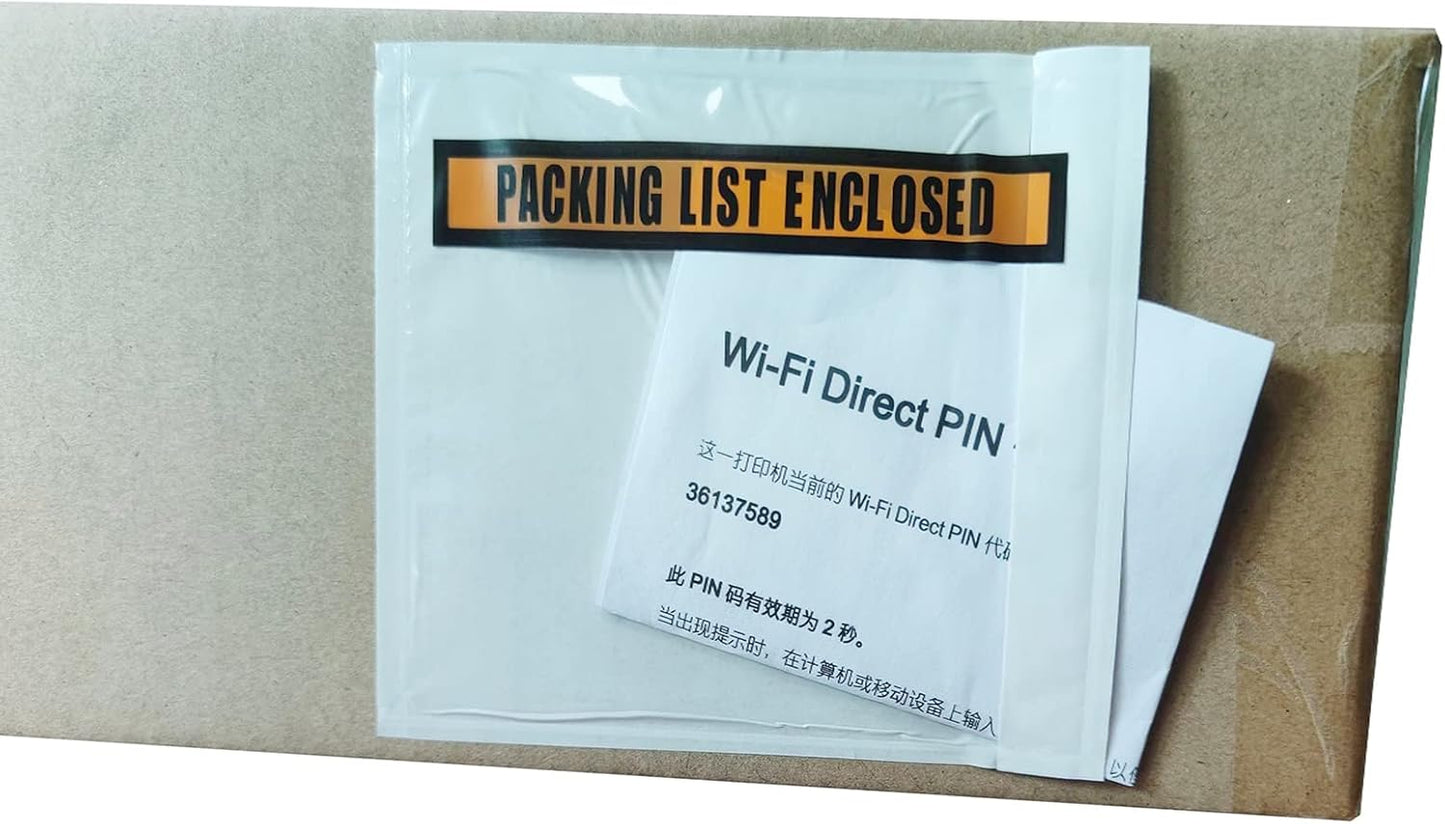 PACKING LIST ENCLOSED
Wi-Fi Direct PIN
这一打印机当前的 Wi-Fi Direct PIN 代
36137589
此 PIN 码有效期为 2 秒。
当出现提示时，在计算机或移动设备上输入
以